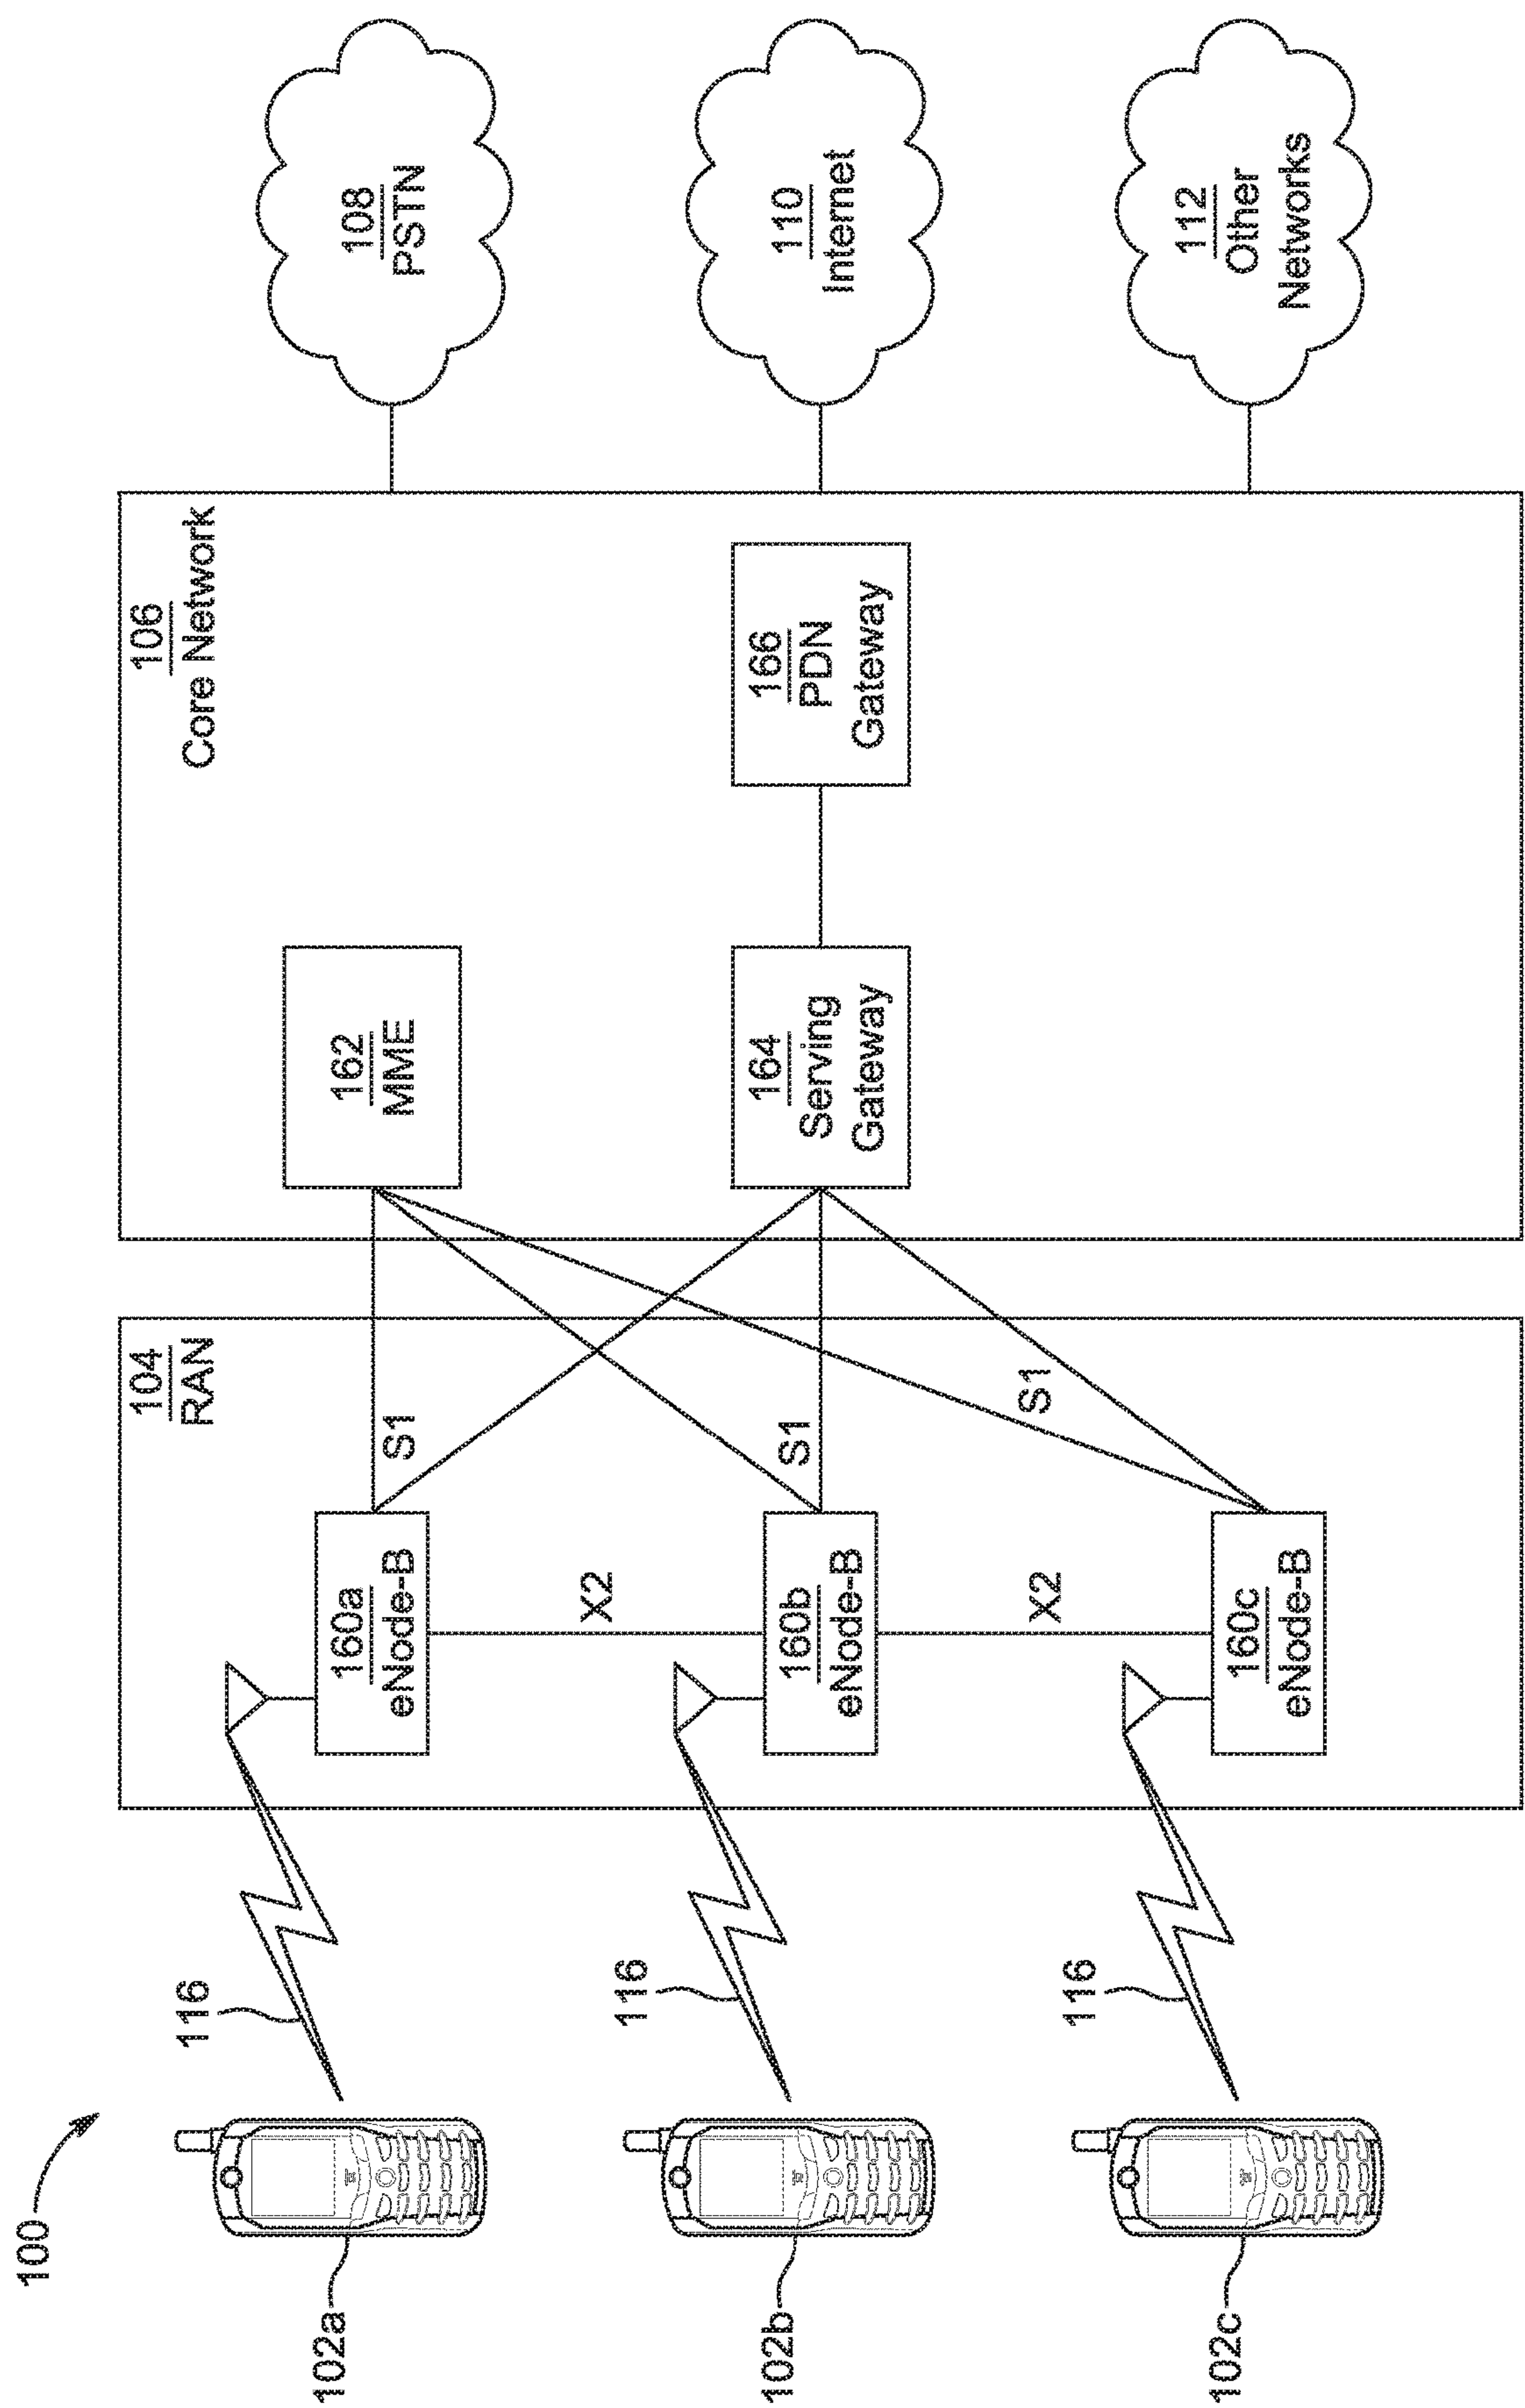 100
102a
102b
102c
116
116
116
104
RAN
160a
eNode-B
160b
eNode-B
160c
eNode-B
X2
X2
S1
S1
S1
106
Core Network
162
MME
164
Serving
Gateway
166
PDN
Gateway
108
PSTN
110
Internet
112
Other
Networks